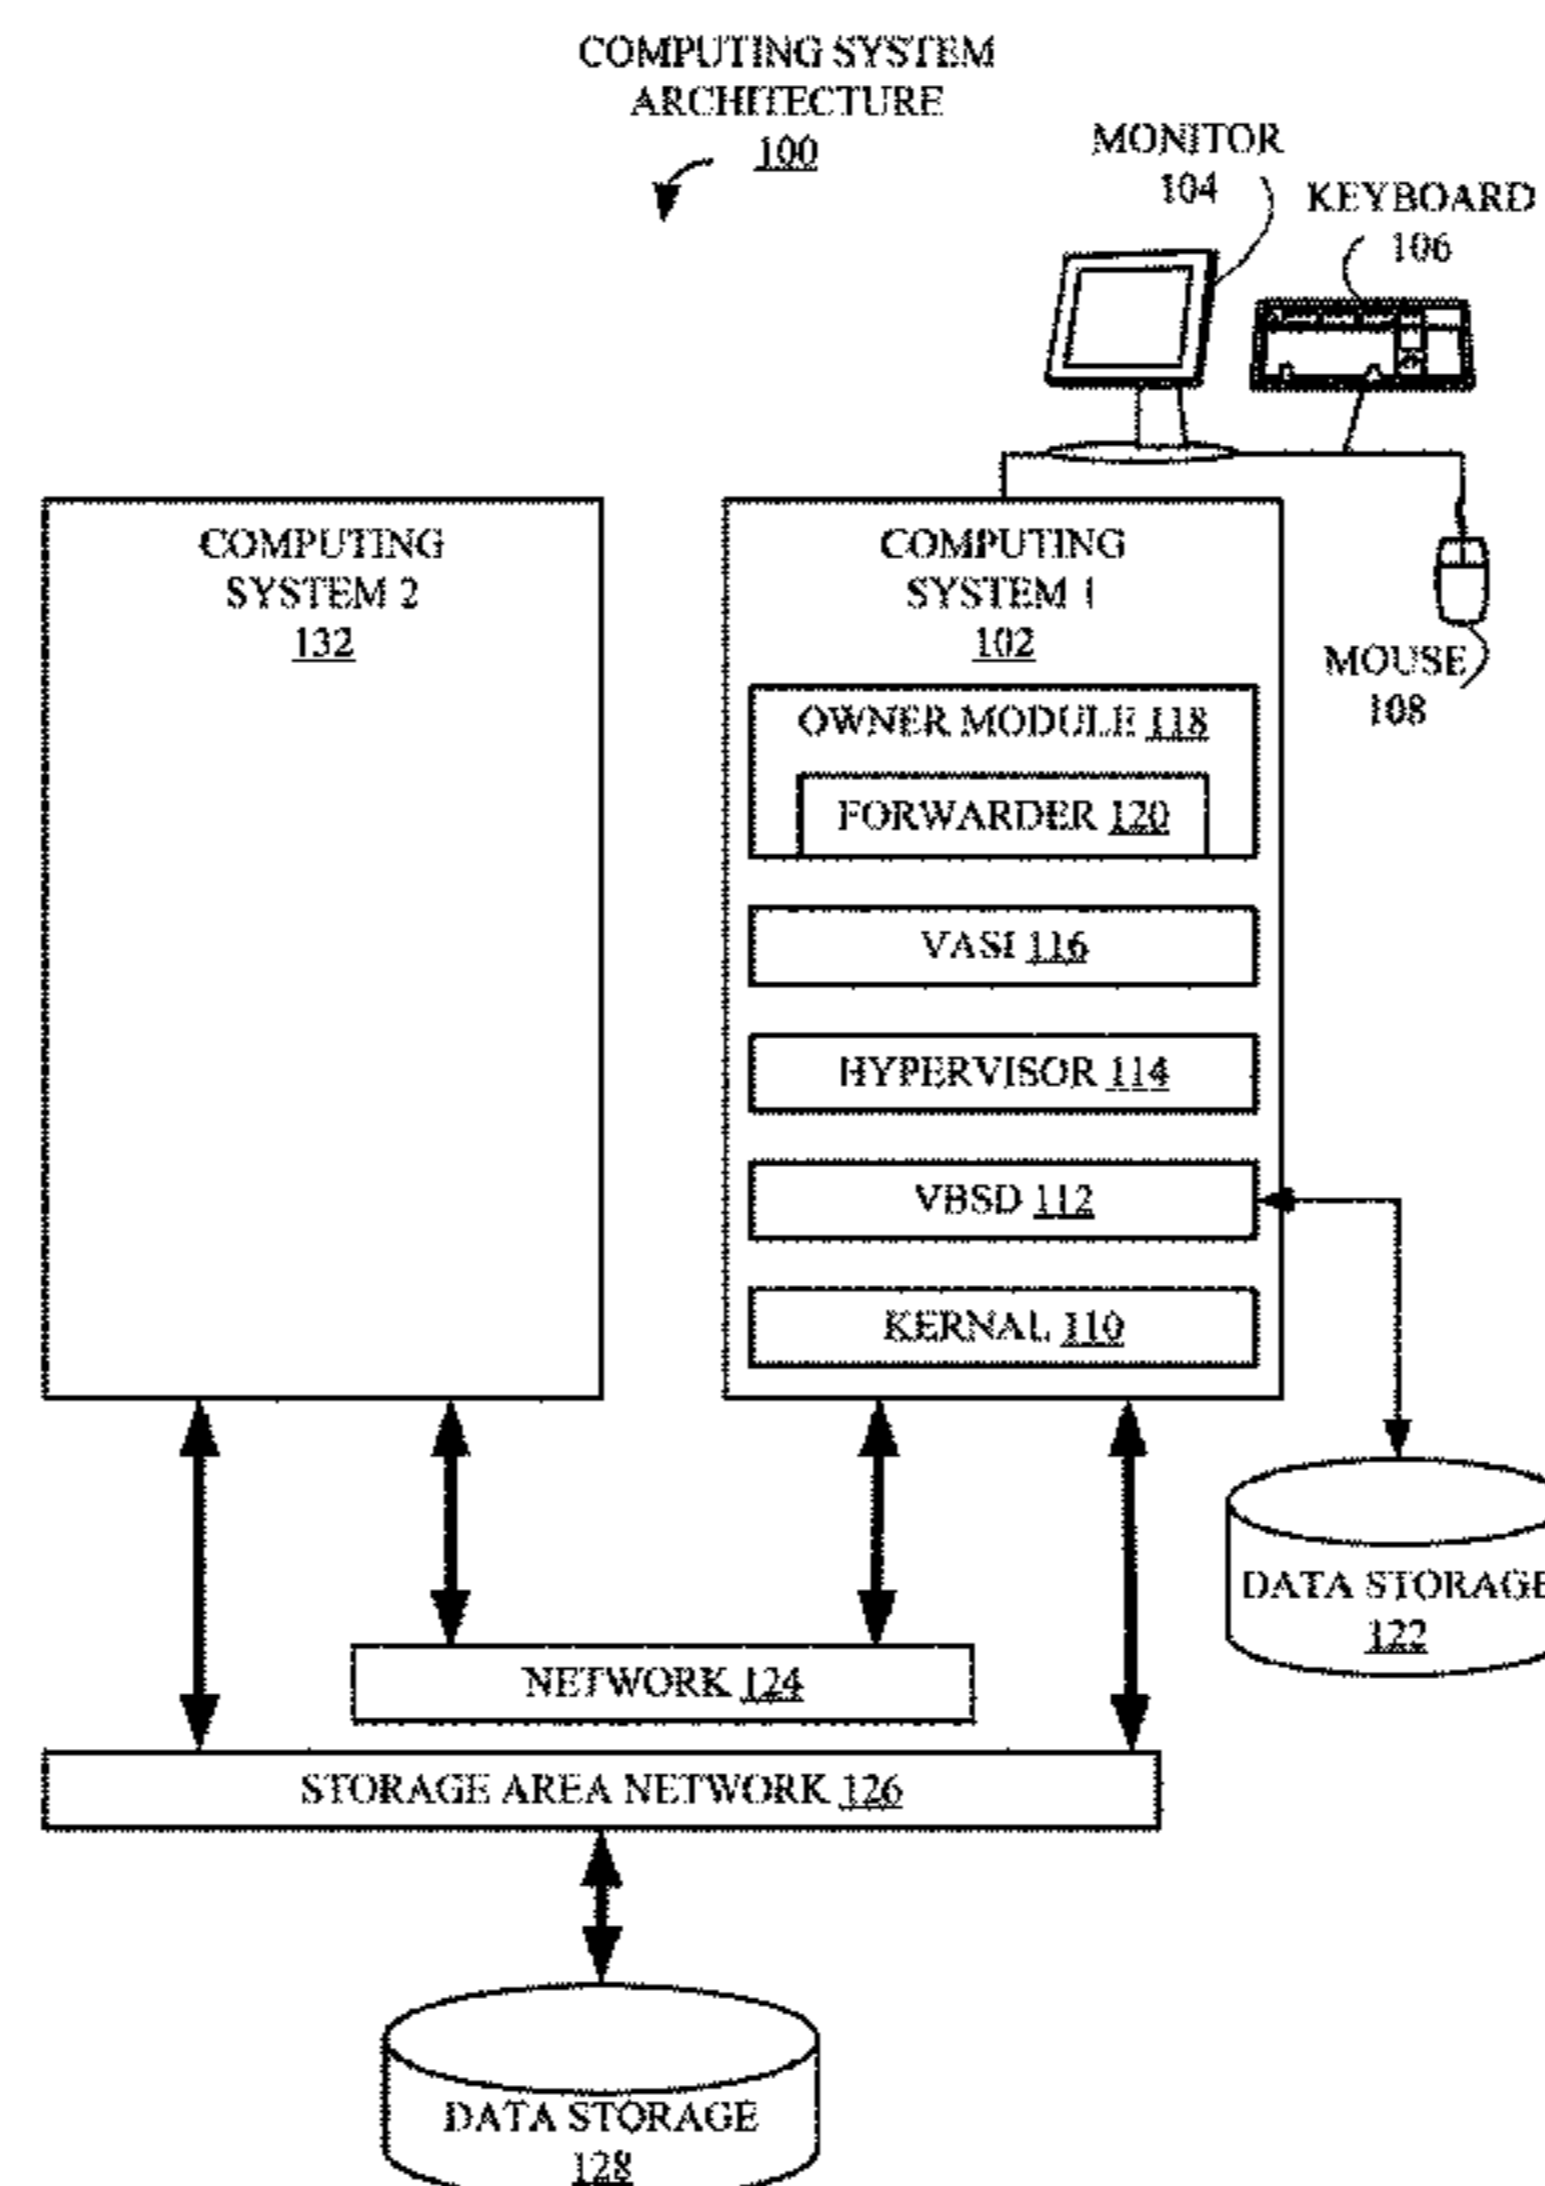 COMPUTING SYSTEM
ARCHITECTURE
100
MONITOR
104
KEYBOARD
106
COMPUTING
SYSTEM 2
132
COMPUTING
SYSTEM 1
102
MOUSE
108
OWNER MODULE 118
FORWARDER 120
VASI 116
HYPERVISOR 114
VBSD 112
KERNAL 110
DATA STORAGE
122
NETWORK 124
STORAGE AREA NETWORK 126
DATA STORAGE
128